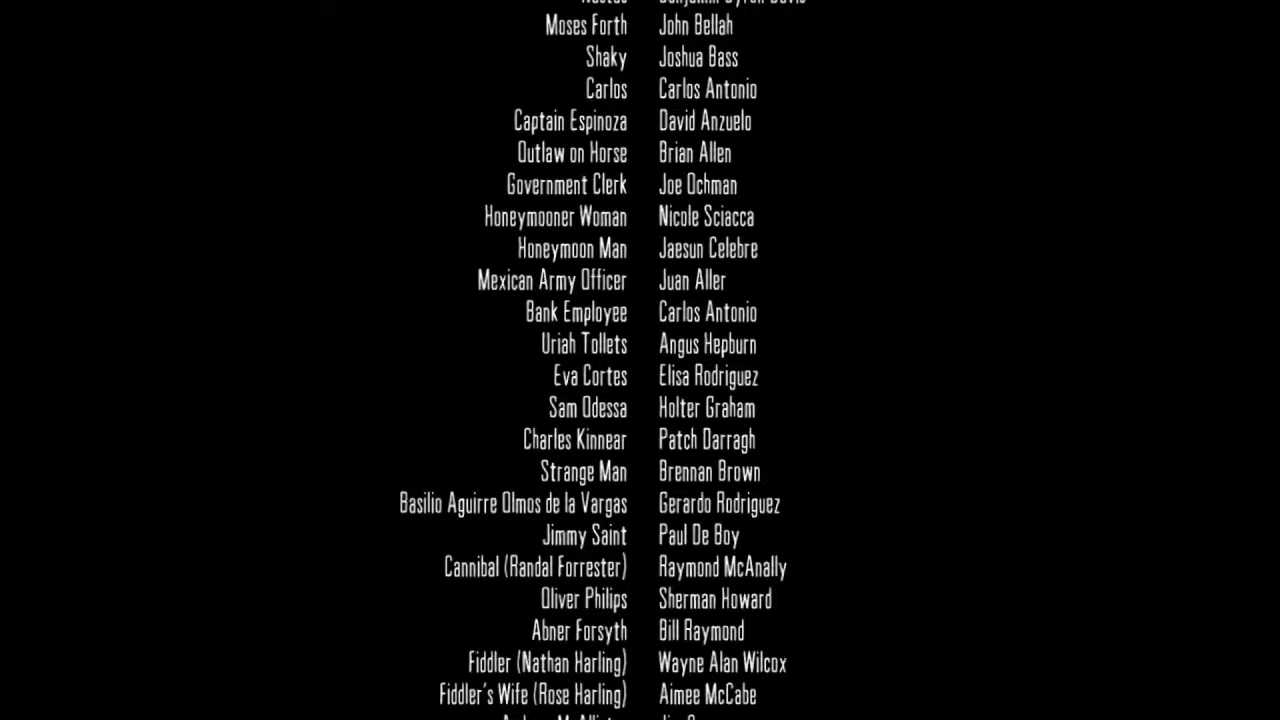 Moses Forth John Bellah
Shaky Joshua Bass
Carlos Carlos Antonio
Captain Espinoza David Anzuelo
Outlaw on Horse Brian Allen
Government Clerk Joe Ochman
Honeymooner Woman Nicole Sciacca
Honeymoon Man Jaesun Celebre
Mexican Army Officer Juan Aller
Bank Employee Carlos Antonio
Uriah Tollets Angus Hepburn
Eva Cortes Elisa Rodriguez
Sam Odessa Holter Graham
Charles Kinnear Patch Darragh
Strange Man Brennan Brown
Basilio Aguirre Olmos de la Vargas Gerardo Rodriguez
Jimmy Saint Paul De Boy
Cannibal (Randal Forrester) Raymond McAnally
Oliver Philips Sherman Howard
Abner Forsyth Bill Raymond
Fiddler (Nathan Harling) Wayne Alan Wilcox
Fiddler's Wife (Rose Harling) Aimee McCabe